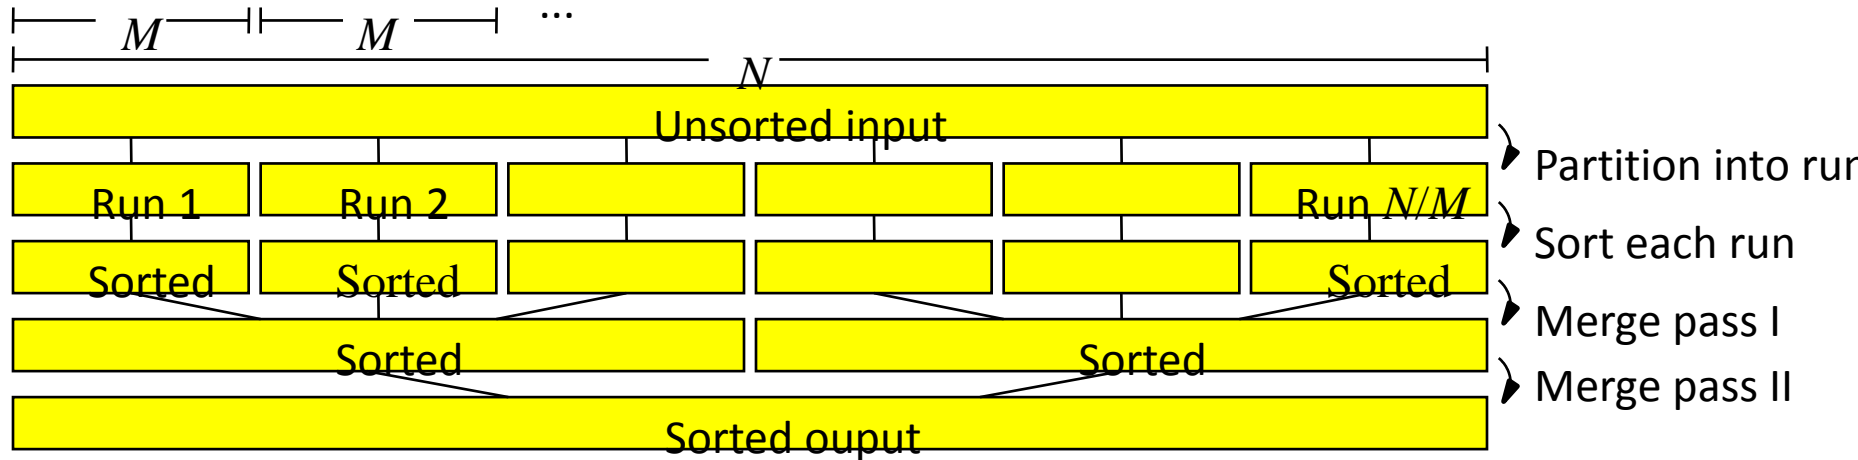 ...
M M
N
Unsorted input
Partition into run
Run 1 Run 2 Run N/M
Sort each run
Sorted Sorted Sorted
Merge pass I
Sorted Sorted
Merge pass II
Sorted ouput